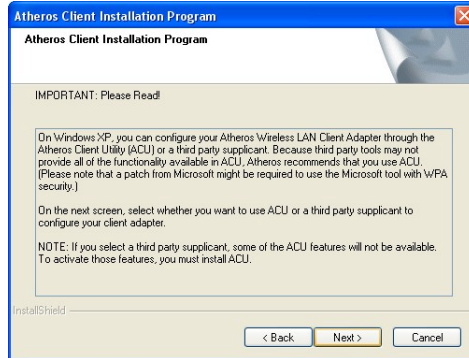 Atheros Client Installation Program
Atheros Client Installation Program
IMPORTANT: Please Read!
On Windows XP, you can configure your Atheros Wireless LAN Client Adapter through the
Atheros Client Utility (ACU) or a third party supplicant. Because third party tools may not
provide all of the functionality available in ACU, Atheros recommends that you use ACU.
(Please note that a patch from Microsoft might be required to use the Microsoft tool with WPA
security.)
On the next screen, select whether you want to use ACU or a third party supplicant to
configure your client adapter.
NOTE: If you select a third party supplicant, some of the ACU features will not be available.
To activate those features, you must install ACU.
InstallShield
< Back Next > Cancel